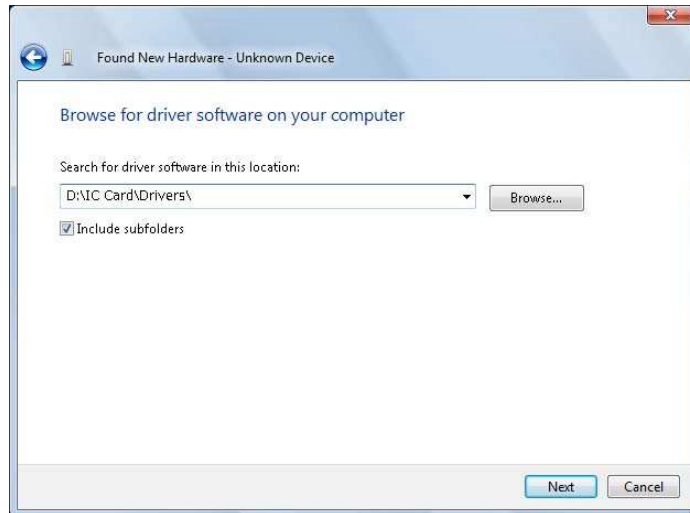 Found New Hardware - Unknown Device
Browse for driver software on your computer
Search for driver software in this location:
D:\IC Card\Drivers\
Browse...
Include subfolders
Next
Cancel